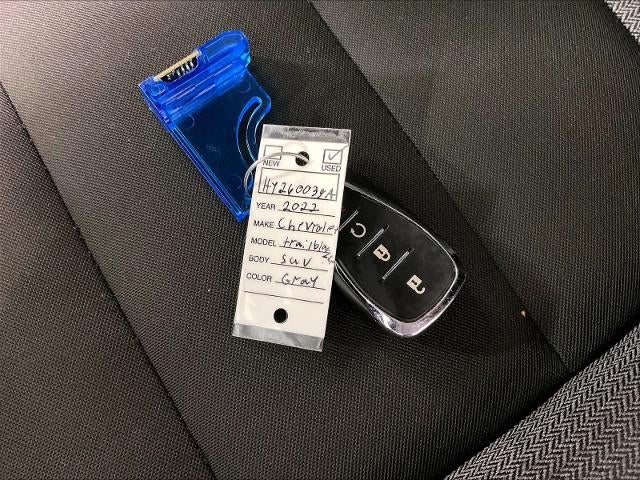 NEW USED
HY260038A
YEAR 2022
MAKE Chevrolet
MODEL trailblazer
BODY suv
COLOR Gray